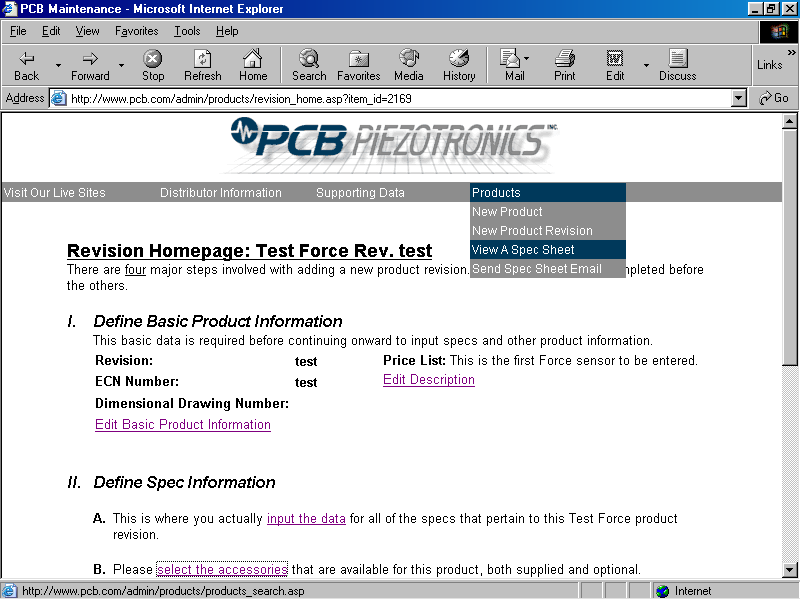 PCB Maintenance - Microsoft Internet Explorer
File Edit View Favorites Tools Help
Back Forward Stop Refresh Home Search Favorites Media History Mail Print Edit Discuss Links »
Address http://www.pcb.com/admin/products/revision_home.asp?item_id=2169 Go
PCB PIEZOTRONICS INC.
Visit Our Live Sites Distributor Information Supporting Data Products
New Product
New Product Revision
View A Spec Sheet
Send Spec Sheet Email
Revision Homepage: Test Force Rev. test
There are four major steps involved with adding a new product revision. before
the others.
I. Define Basic Product Information
This basic data is required before continuing onward to input specs and other product information.
Revision: test Price List: This is the first Force sensor to be entered.
ECN Number: test Edit Description
Dimensional Drawing Number:
Edit Basic Product Information
II. Define Spec Information
A. This is where you actually input the data for all of the specs that pertain to this Test Force product
revision.
B. Please select the accessories that are available for this product, both supplied and optional.
http://www.pcb.com/admin/products/products_search.asp Internet